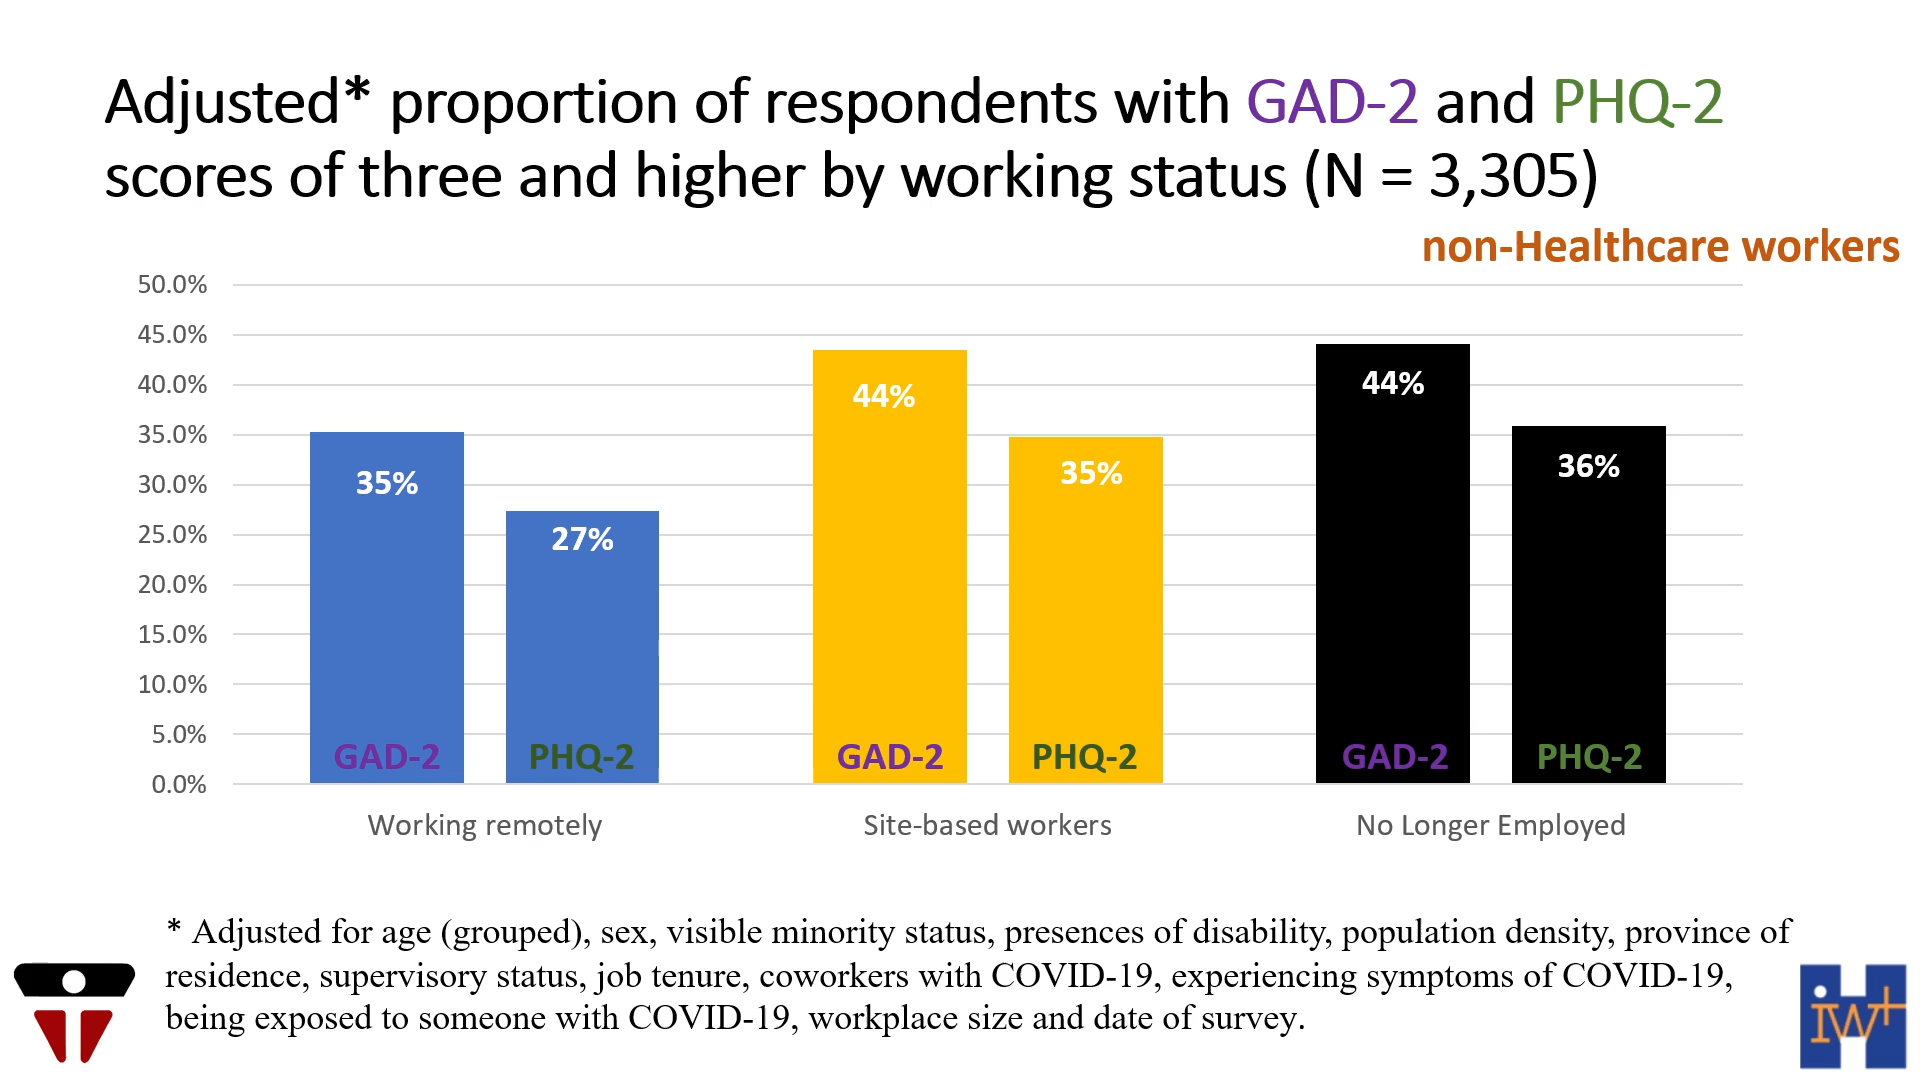 Adjusted* proportion of respondents with GAD-2 and PHQ-2
scores of three and higher by working status (N = 3,305)
non-Healthcare workers
50.0%
45.0%
40.0%
35.0%
30.0%
25.0%
20.0%
15.0%
10.0%
5.0%
0.0%
35%
27%
44%
35%
44%
36%
GAD-2
PHQ-2
GAD-2
PHQ-2
GAD-2
PHQ-2
Working remotely
Site-based workers
No Longer Employed
* Adjusted for age (grouped), sex, visible minority status, presences of disability, population density, province of
residence, supervisory status, job tenure, coworkers with COVID-19, experiencing symptoms of COVID-19,
being exposed to someone with COVID-19, workplace size and date of survey.
iwH